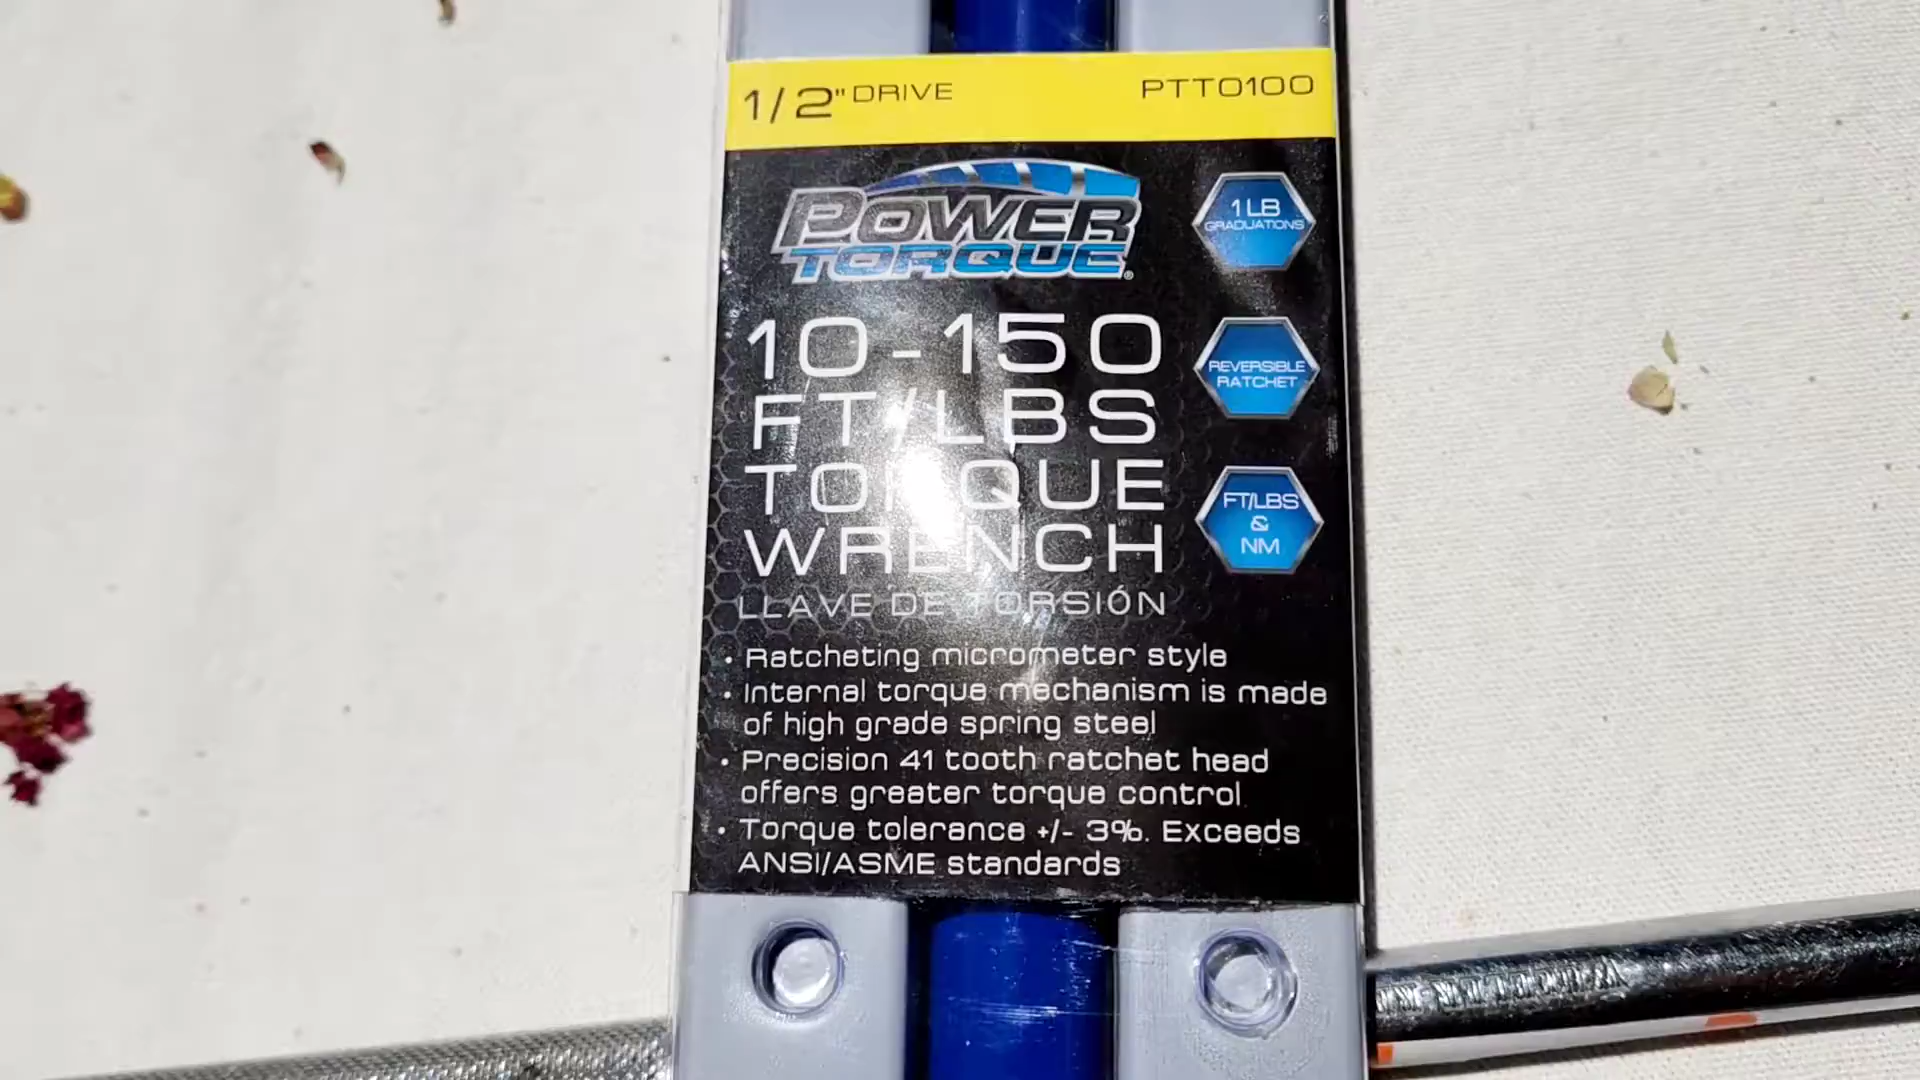 1/2" DRIVE PTT0100
POWER
TORQUE®
1 LB
GRADUATIONS
10-150
FT/LBS
TORQUE
WRENCH
REVERSIBLE
RATCHET
FT/LBS
&
NM
LLAVE DE TORSIÓN
• Ratcheting micrometer style
• Internal torque mechanism is made
of high grade spring steel
• Precision 41 tooth ratchet head
offers greater torque control
• Torque tolerance +/- 3%. Exceeds
ANSI/ASME standards